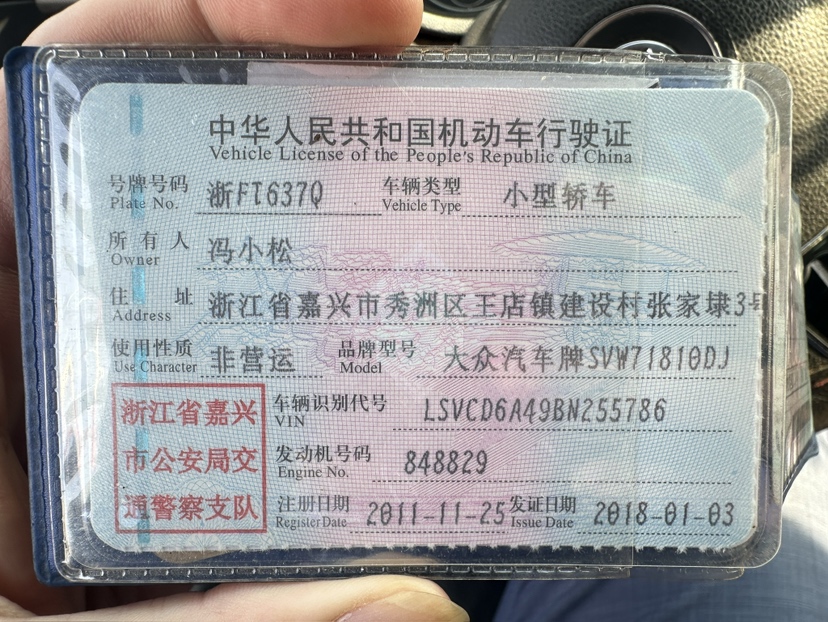 中华人民共和国机动车行驶证
Vehicle License of the People's Republic of China
号牌号码 浙FT637Q 车辆类型 小型轿车
Plate No. Vehicle Type
所有人 冯小松
Owner
住址 浙江省嘉兴市秀洲区王店镇建设村张家埭3号
Address
使用性质 非营运 品牌型号 大众汽车牌SVW71810DJ
Use Character Model
浙江省嘉兴 车辆识别代号 LSVCD6A49BN255786
VIN
市公安局交 发动机号码 848829
Engine No.
通警察支队 注册日期 2011-11-25 发证日期 2018-01-03
Register Date Issue Date